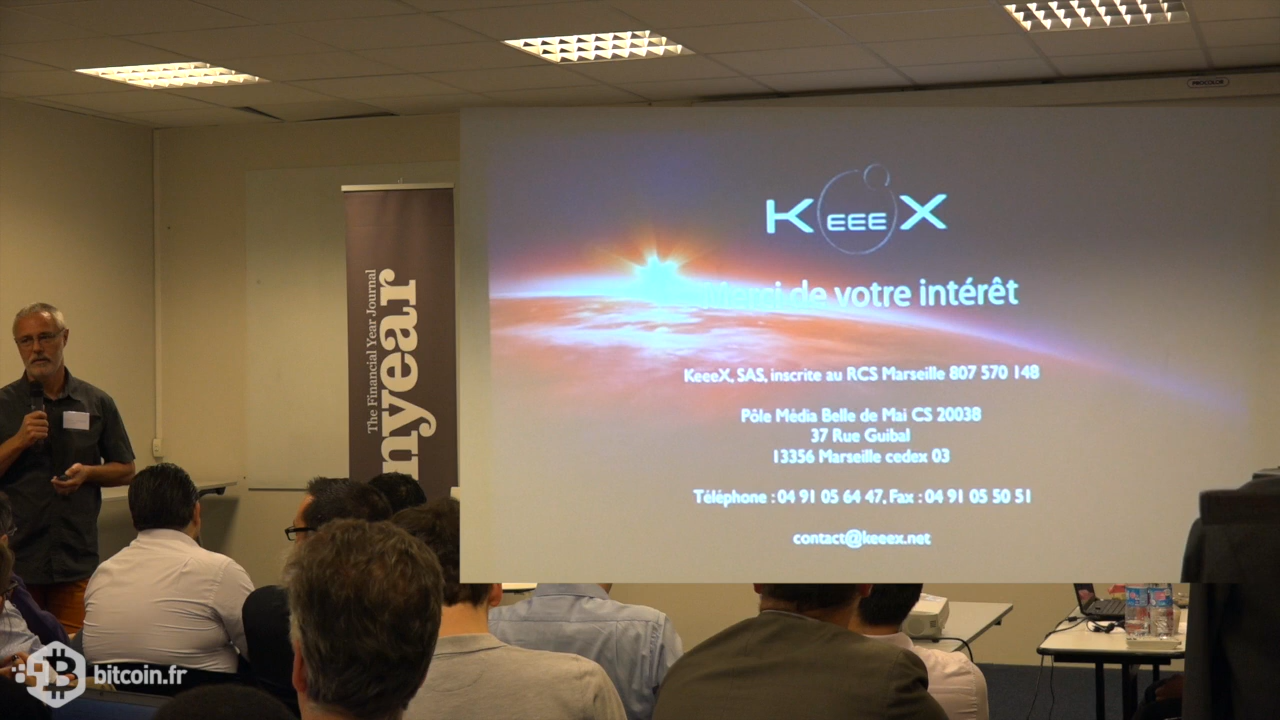 PROCOLOR
KEEEX
Merci de votre intérêt
KeeeX, SAS, inscrite au RCS Marseille 807 570 148
Pôle Média Belle de Mai CS 20038
37 Rue Guibal
13356 Marseille cedex 03
Téléphone : 04 91 05 64 47, Fax : 04 91 05 50 51
contact@keeex.net
The Financial Year Journal
nyear
bitcoin.fr